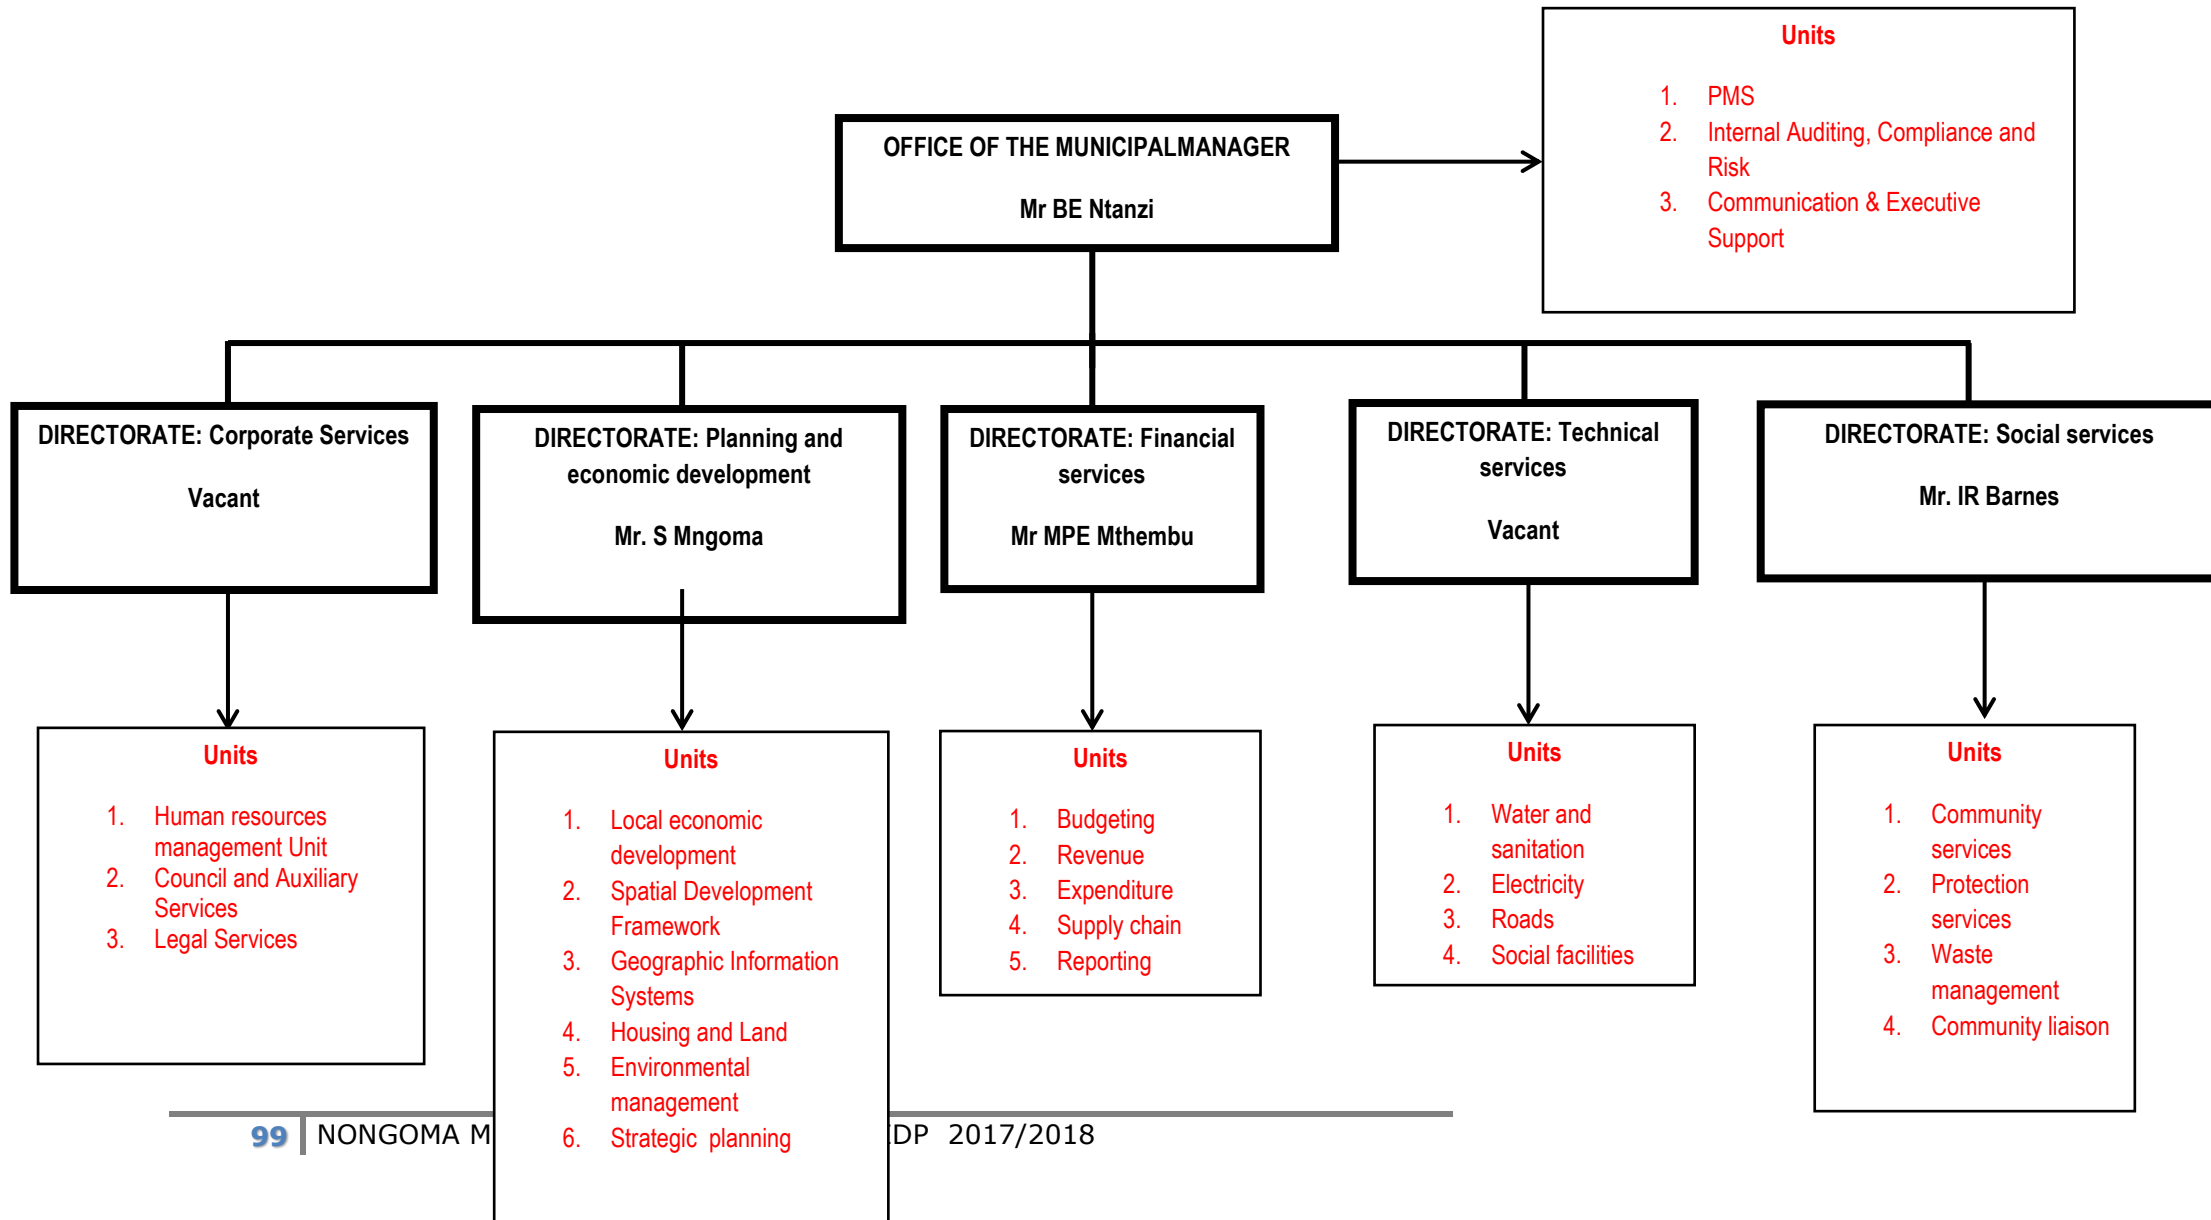 Units
1. PMS
2. Internal Auditing, Compliance and
Risk
3. Communication & Executive
Support
OFFICE OF THE MUNICIPALMANAGER
Mr BE Ntanzi
DIRECTORATE: Corporate Services
Vacant
DIRECTORATE: Planning and
economic development
Mr. S Mngoma
DIRECTORATE: Financial
services
Mr MPE Mthembu
DIRECTORATE: Technical
services
Vacant
DIRECTORATE: Social services
Mr. IR Barnes
Units
1. Human resources
management Unit
2. Council and Auxiliary
Services
3. Legal Services
Units
1. Local economic
development
2. Spatial Development
Framework
3. Geographic Information
Systems
4. Housing and Land
5. Environmental
management
6. Strategic planning
Units
1. Budgeting
2. Revenue
3. Expenditure
4. Supply chain
5. Reporting
Units
1. Water and
sanitation
2. Electricity
3. Roads
4. Social facilities
Units
1. Community
services
2. Protection
services
3. Waste
management
4. Community liaison
99 NONGOMA M DP 2017/2018